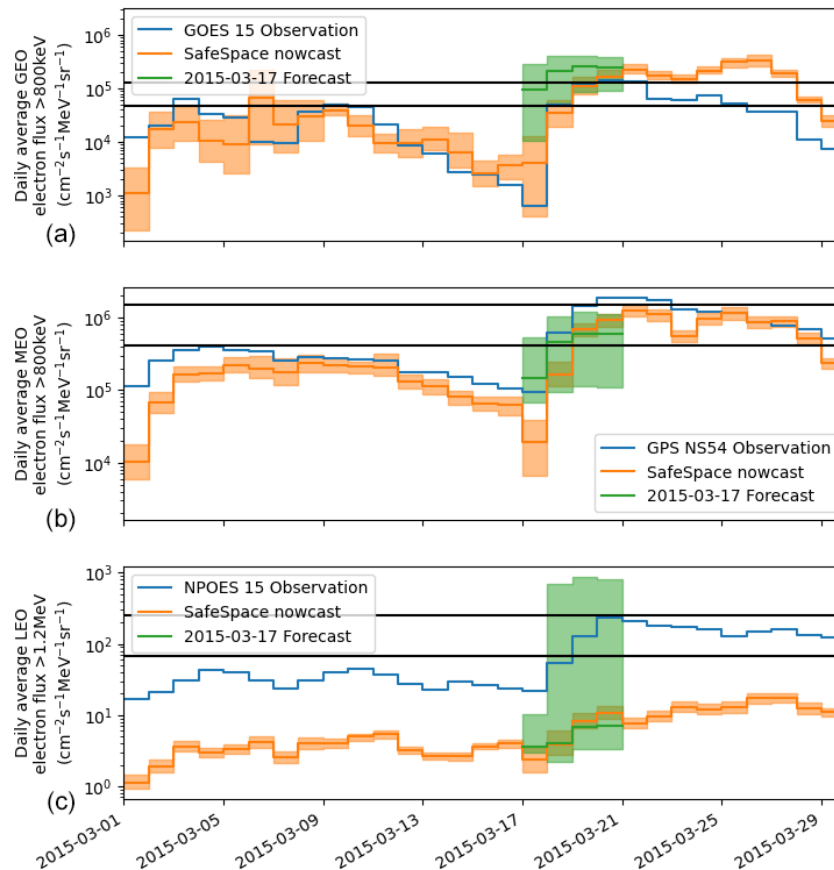 Daily average GEO
electron flux >800keV
(cm⁻²s⁻¹MeV⁻¹sr⁻¹)
10⁶
10⁵
10⁴
10³
GOES 15 Observation
SafeSpace nowcast
2015-03-17 Forecast
(a)
Daily average MEO
electron flux >800keV
(cm⁻²s⁻¹MeV⁻¹sr⁻¹)
10⁶
10⁵
10⁴
GPS NS54 Observation
SafeSpace nowcast
2015-03-17 Forecast
(b)
Daily average LEO
electron flux >1.2MeV
(cm⁻²s⁻¹MeV⁻¹sr⁻¹)
10³
10²
10¹
10⁰
NPOES 15 Observation
SafeSpace nowcast
2015-03-17 Forecast
(c)
2015-03-01
2015-03-05
2015-03-09
2015-03-13
2015-03-17
2015-03-21
2015-03-25
2015-03-29